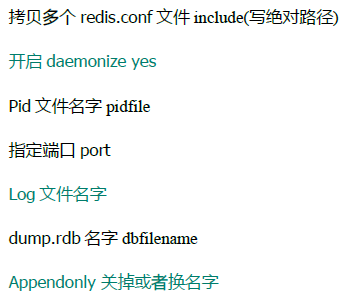 拷贝多个 redis.conf 文件 include(写绝对路径)
开启 daemonize yes
Pid 文件名字 pidfile
指定端口 port
Log 文件名字
dump.rdb 名字 dbfilename
Appendonly 关掉或者换名字